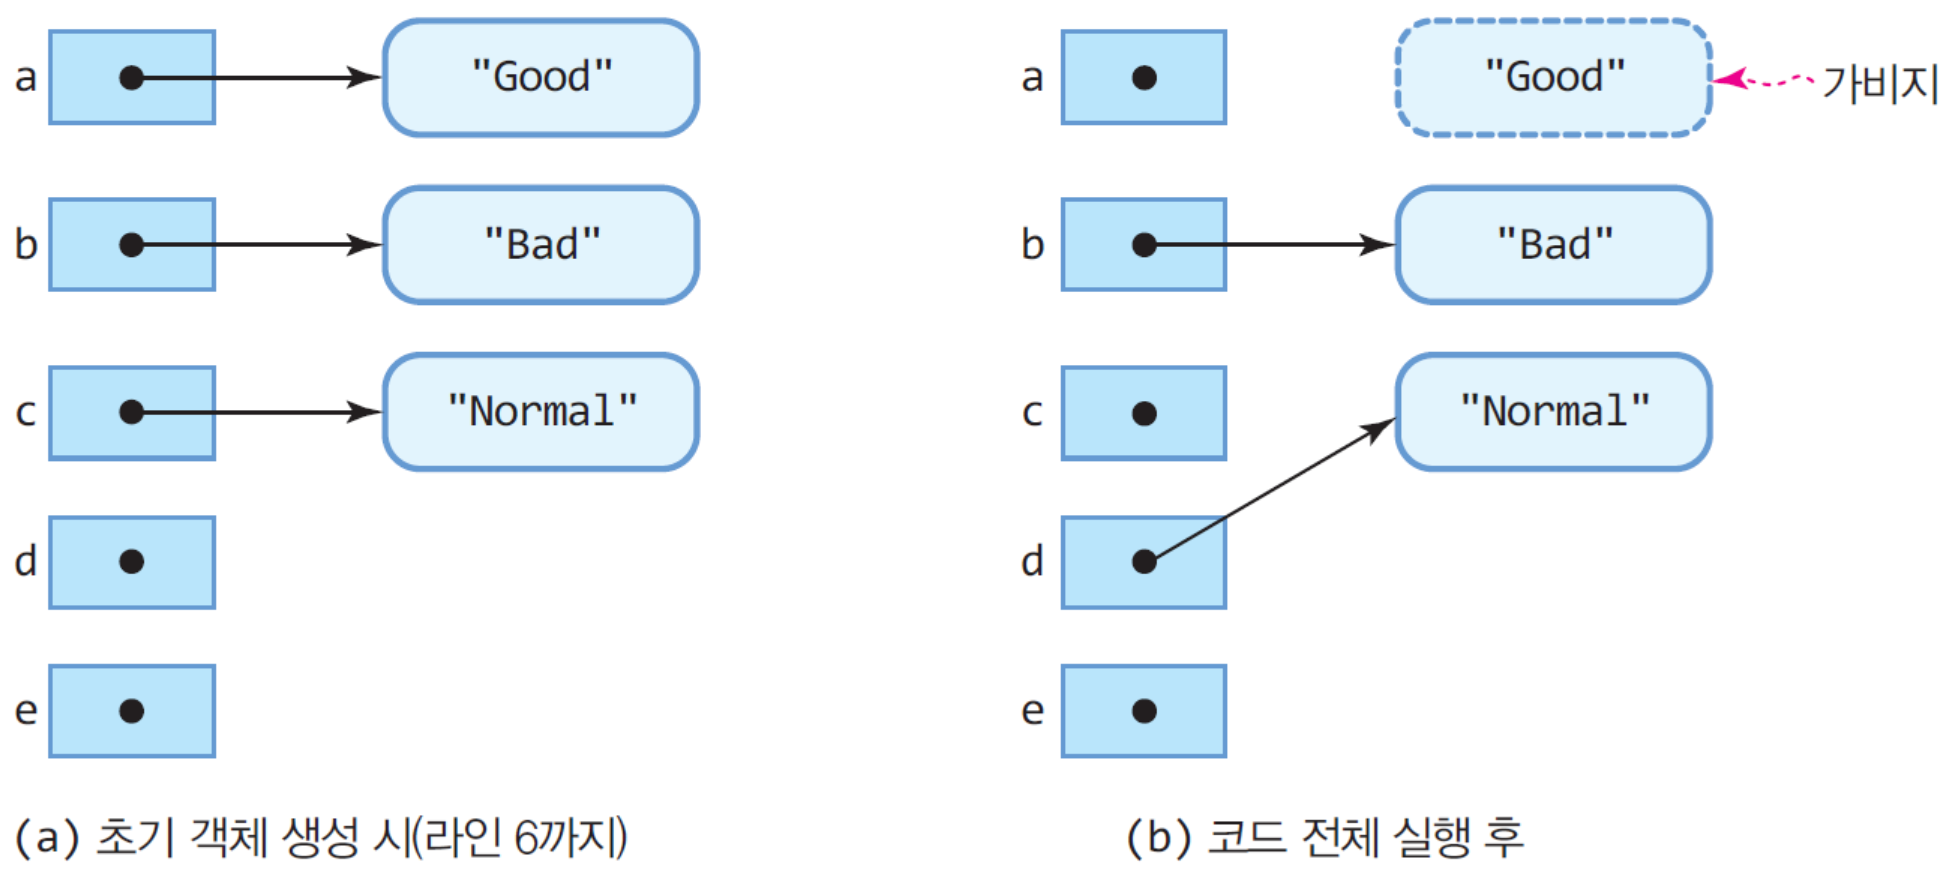 a "Good"
b "Bad"
c "Normal"
d
e
(a) 초기 객체 생성 시(라인 6까지)
a "Good" 가비지
b "Bad"
c "Normal"
d
e
(b) 코드 전체 실행 후